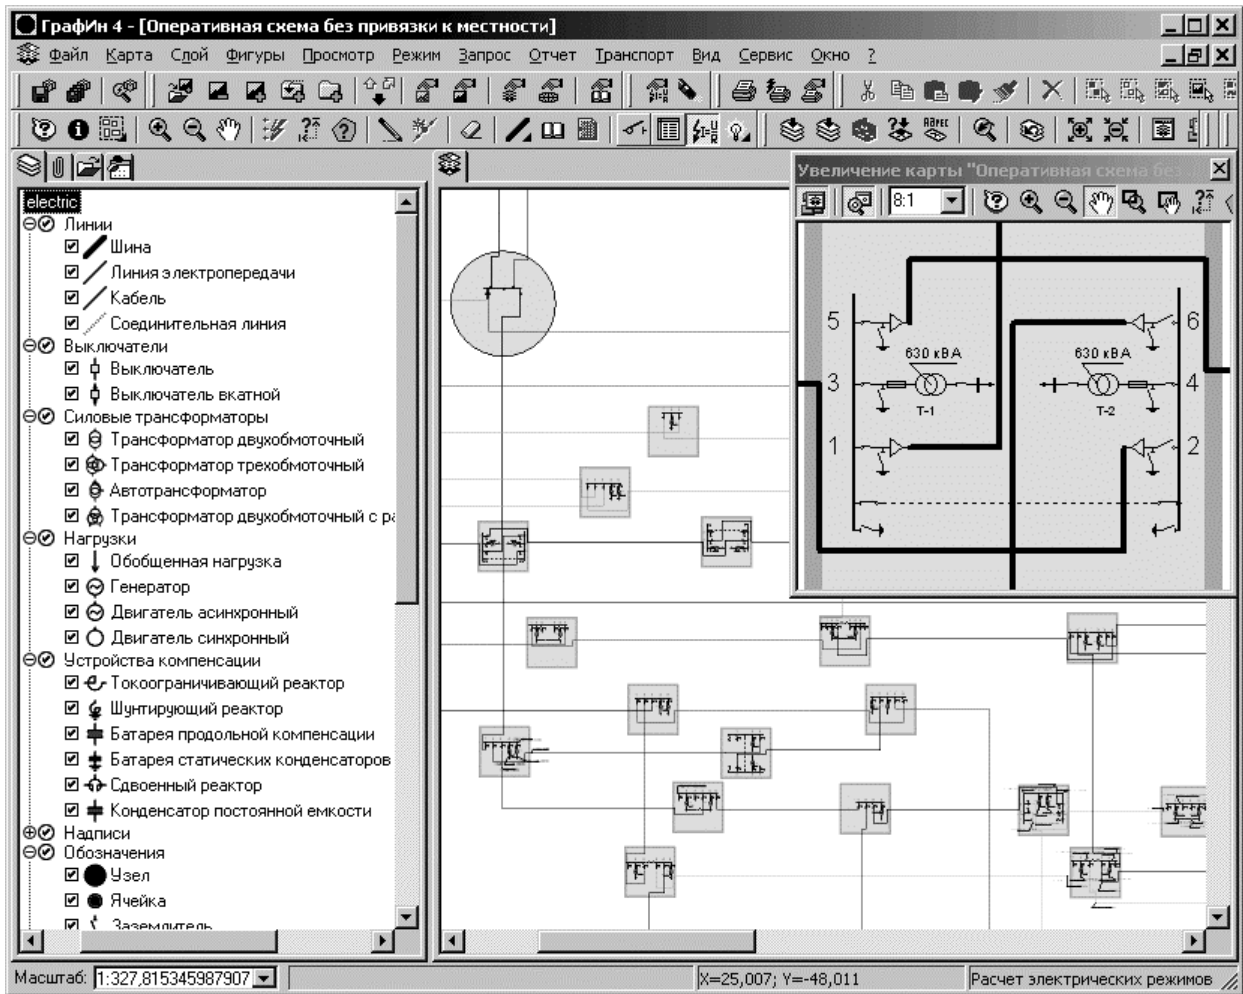 ГрафИн 4 - [Оперативная схема без привязки к местности]
Файл Карта Слой Фигуры Просмотр Режим Запрос Отчет Транспорт Вид Сервис Окно ?
Увеличение карты "Оперативная схема без
8:1
electric
Линии
Шина
Линия электропередачи
Кабель
Соединительная линия
Выключатели
Выключатель
Выключатель вкатной
Силовые трансформаторы
Трансформатор двухобмоточный
Трансформатор трехобмоточный
Автотрансформатор
Трансформатор двухобмоточный с ра
Нагрузки
Обобщенная нагрузка
Генератор
Двигатель асинхронный
Двигатель синхронный
Устройства компенсации
Токоограничивающий реактор
Шунтирующий реактор
Батарея продольной компенсации
Батарея статических конденсаторов
Сдвоенный реактор
Конденсатор постоянной емкости
Надписи
Обозначения
Узел
Ячейка
Заземлитель
5 6
630 кВА 630 кВА
3 4
Т-1 Т-2
1 2
Масштаб: 1:327,815345987907 X=25,007; Y=-48,011 Расчет электрических режимов